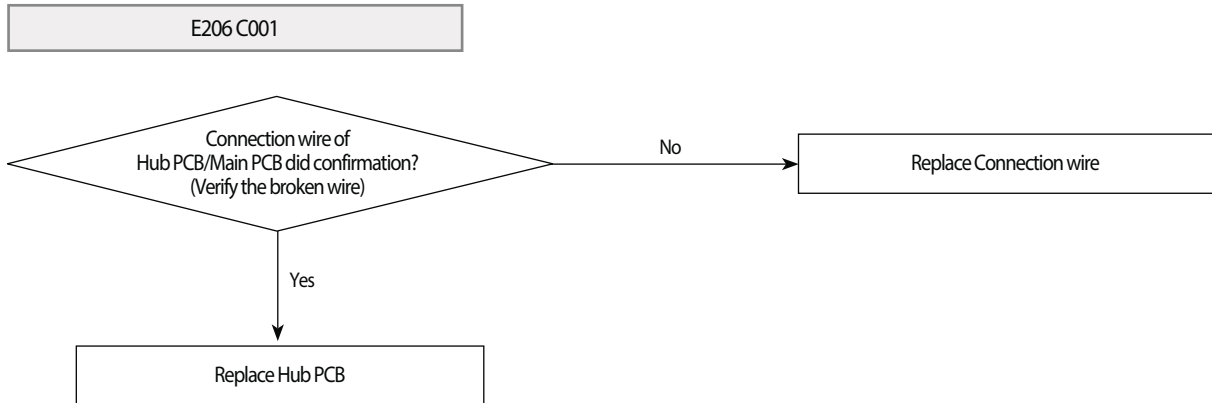 E206 C001
Connection wire of
Hub PCB/Main PCB did confirmation?
(Verify the broken wire)
No
Replace Connection wire
Yes
Replace Hub PCB